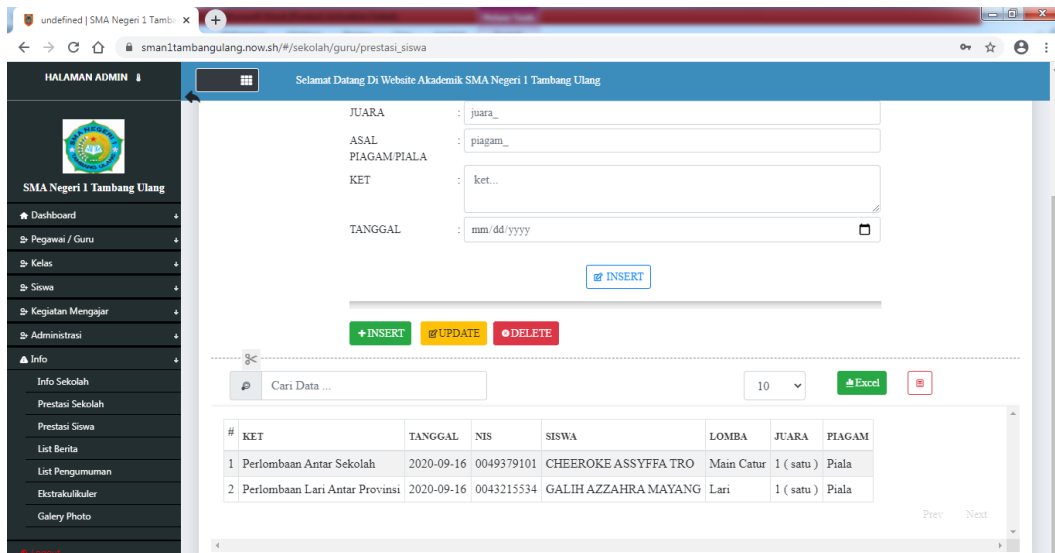 undefined | SMA Negeri 1 Tamba
sman1tambangulang.now.sh/#/sekolah/guru/prestasi_siswa
HALAMAN ADMIN
Selamat Datang Di Website Akademik SMA Negeri 1 Tambang Ulang
SMA Negeri 1 Tambang Ulang
Dashboard
Pegawai / Guru
Kelas
Siswa
Kegiatan Mengajar
Administrasi
Info
Info Sekolah
Prestasi Sekolah
Prestasi Siswa
List Berita
List Pengumuman
Ekstrakulikuler
Galery Photo
JUARA : juara_
ASAL : piagam_
PIAGAM/PIALA
KET : ket...
TANGGAL : mm/dd/yyyy
INSERT
+INSERT UPDATE DELETE
Cari Data ... 10 Excel
# KET TANGGAL NIS SISWA LOMBA JUARA PIAGAM
1 Perlombaan Antar Sekolah 2020-09-16 0049379101 CHEEROKE ASSYFFA TRO Main Catur 1 ( satu ) Piala
2 Perlombaan Lari Antar Provinsi 2020-09-16 0043215534 GALIH AZZAHRA MAYANG Lari 1 ( satu ) Piala
Prev Next